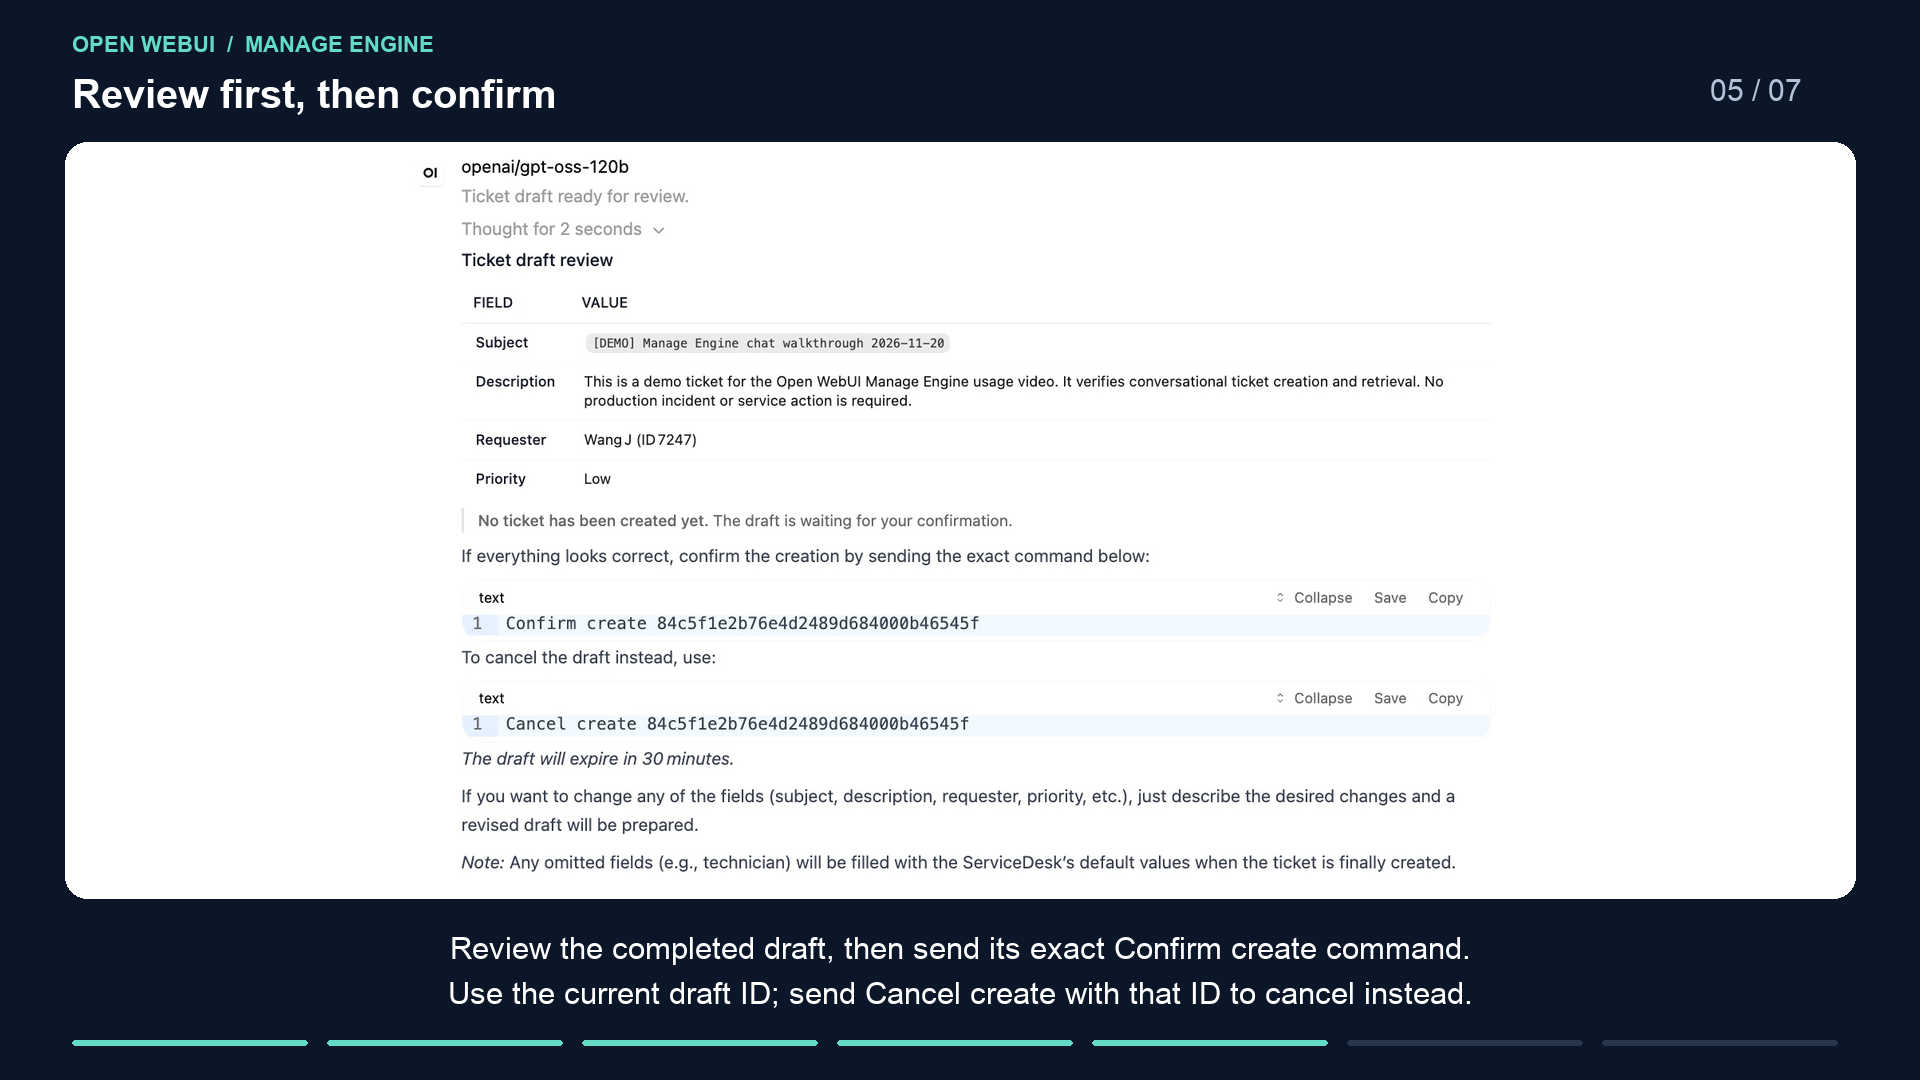 OPEN WEBUI / MANAGE ENGINE
Review first, then confirm
05 / 07
OI
openai/gpt-oss-120b
Ticket draft ready for review.
Thought for 2 seconds
Ticket draft review
FIELD VALUE
Subject [DEMO] Manage Engine chat walkthrough 2026-11-20
Description This is a demo ticket for the Open WebUI Manage Engine usage video. It verifies conversational ticket creation and retrieval. No
production incident or service action is required.
Requester Wang J (ID 7247)
Priority Low
No ticket has been created yet. The draft is waiting for your confirmation.
If everything looks correct, confirm the creation by sending the exact command below:
text Collapse Save Copy
1 Confirm create 84c5f1e2b76e4d2489d684000b46545f
To cancel the draft instead, use:
text Collapse Save Copy
1 Cancel create 84c5f1e2b76e4d2489d684000b46545f
The draft will expire in 30 minutes.
If you want to change any of the fields (subject, description, requester, priority, etc.), just describe the desired changes and a
revised draft will be prepared.
Note: Any omitted fields (e.g., technician) will be filled with the ServiceDesk’s default values when the ticket is finally created.
Review the completed draft, then send its exact Confirm create command.
Use the current draft ID; send Cancel create with that ID to cancel instead.